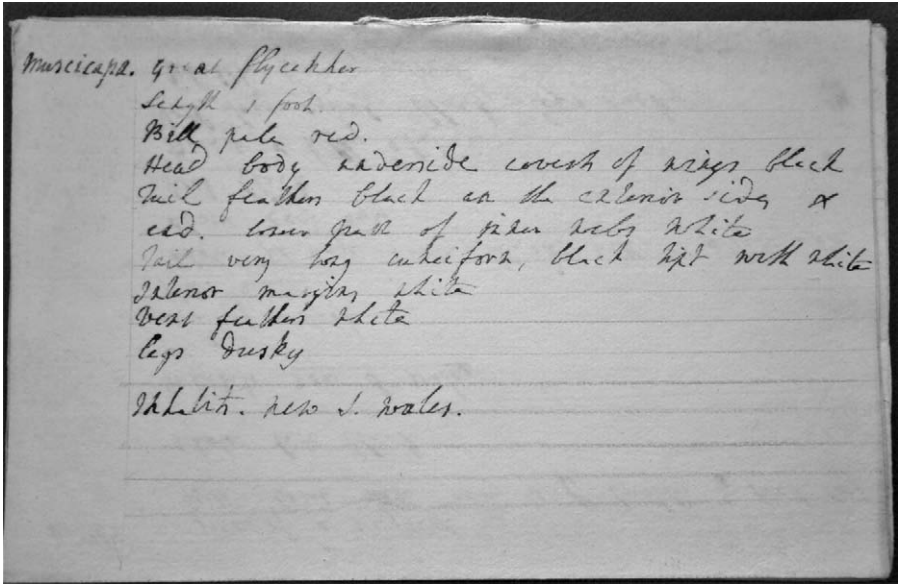 Muscicapa. great flycatcher
Length 1 foot
Bill, pale red.
Head body underside coverts of wings black
Tail feathers black on the exterior sides &
end. lower part of inner webs white
Tail very long cuneiform, black tipt with white
Interior margins white
Vent feathers white
legs dusky
Inhabits. new S. wales.